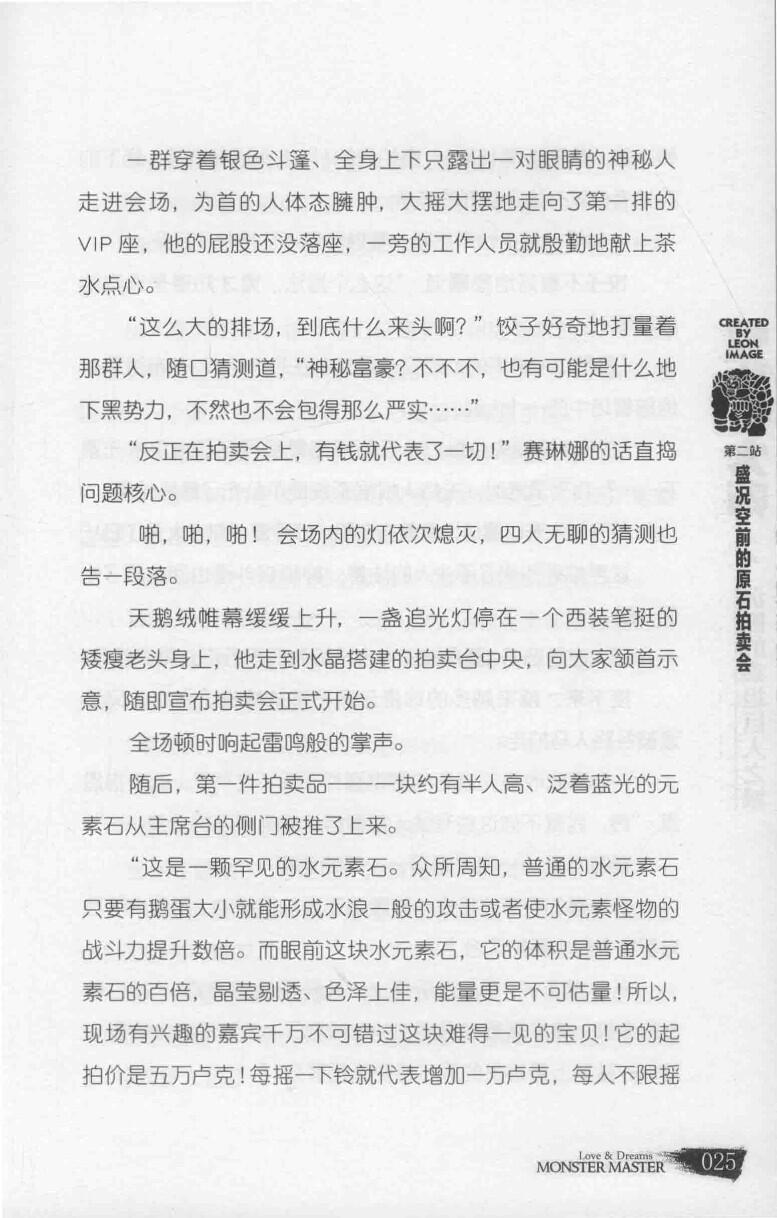 一群穿着银色斗篷、全身上下只露出一对眼睛的神秘人
走进会场，为首的人体态臃肿，大摇大摆地走向了第一排的
VIP座，他的屁股还没落座，一旁的工作人员就殷勤地献上茶
水点心。
“这么大的排场，到底什么来头啊？”饺子好奇地打量着
那群人，随口猜测道，“神秘富豪？不不不，也有可能是什么地
下黑势力，不然也不会包得那么严实……”
“反正在拍卖会上，有钱就代表了一切！”赛琳娜的话直捣
问题核心。
啪，啪，啪！会场内的灯依次熄灭，四人无聊的猜测也
告一段落。
天鹅绒帷幕缓缓上升，一盏追光灯停在一个西装笔挺的
矮瘦老头身上，他走到水晶搭建的拍卖台中央，向大家颔首示
意，随即宣布拍卖会正式开始。
全场顿时响起雷鸣般的掌声。
随后，第一件拍卖品——一块约有半人高、泛着蓝光的元
素石从主席台的侧门被推了上来。
“这是一颗罕见的水元素石。众所周知，普通的水元素石
只要有鹅蛋大小就能形成水浪一般的攻击或者使水元素怪物的
战斗力提升数倍。而眼前这块水元素石，它的体积是普通水元
素石的百倍，晶莹剔透、色泽上佳，能量更是不可估量！所以，
现场有兴趣的嘉宾千万不可错过这块难得一见的宝贝！它的起
拍价是五万卢克！每摇一下铃就代表增加一万卢克，每人不限摇
CREATED
BY
LEON
IMAGE
第二站
盛况空前的原石拍卖会
Love & Dreams
MONSTER MASTER
025